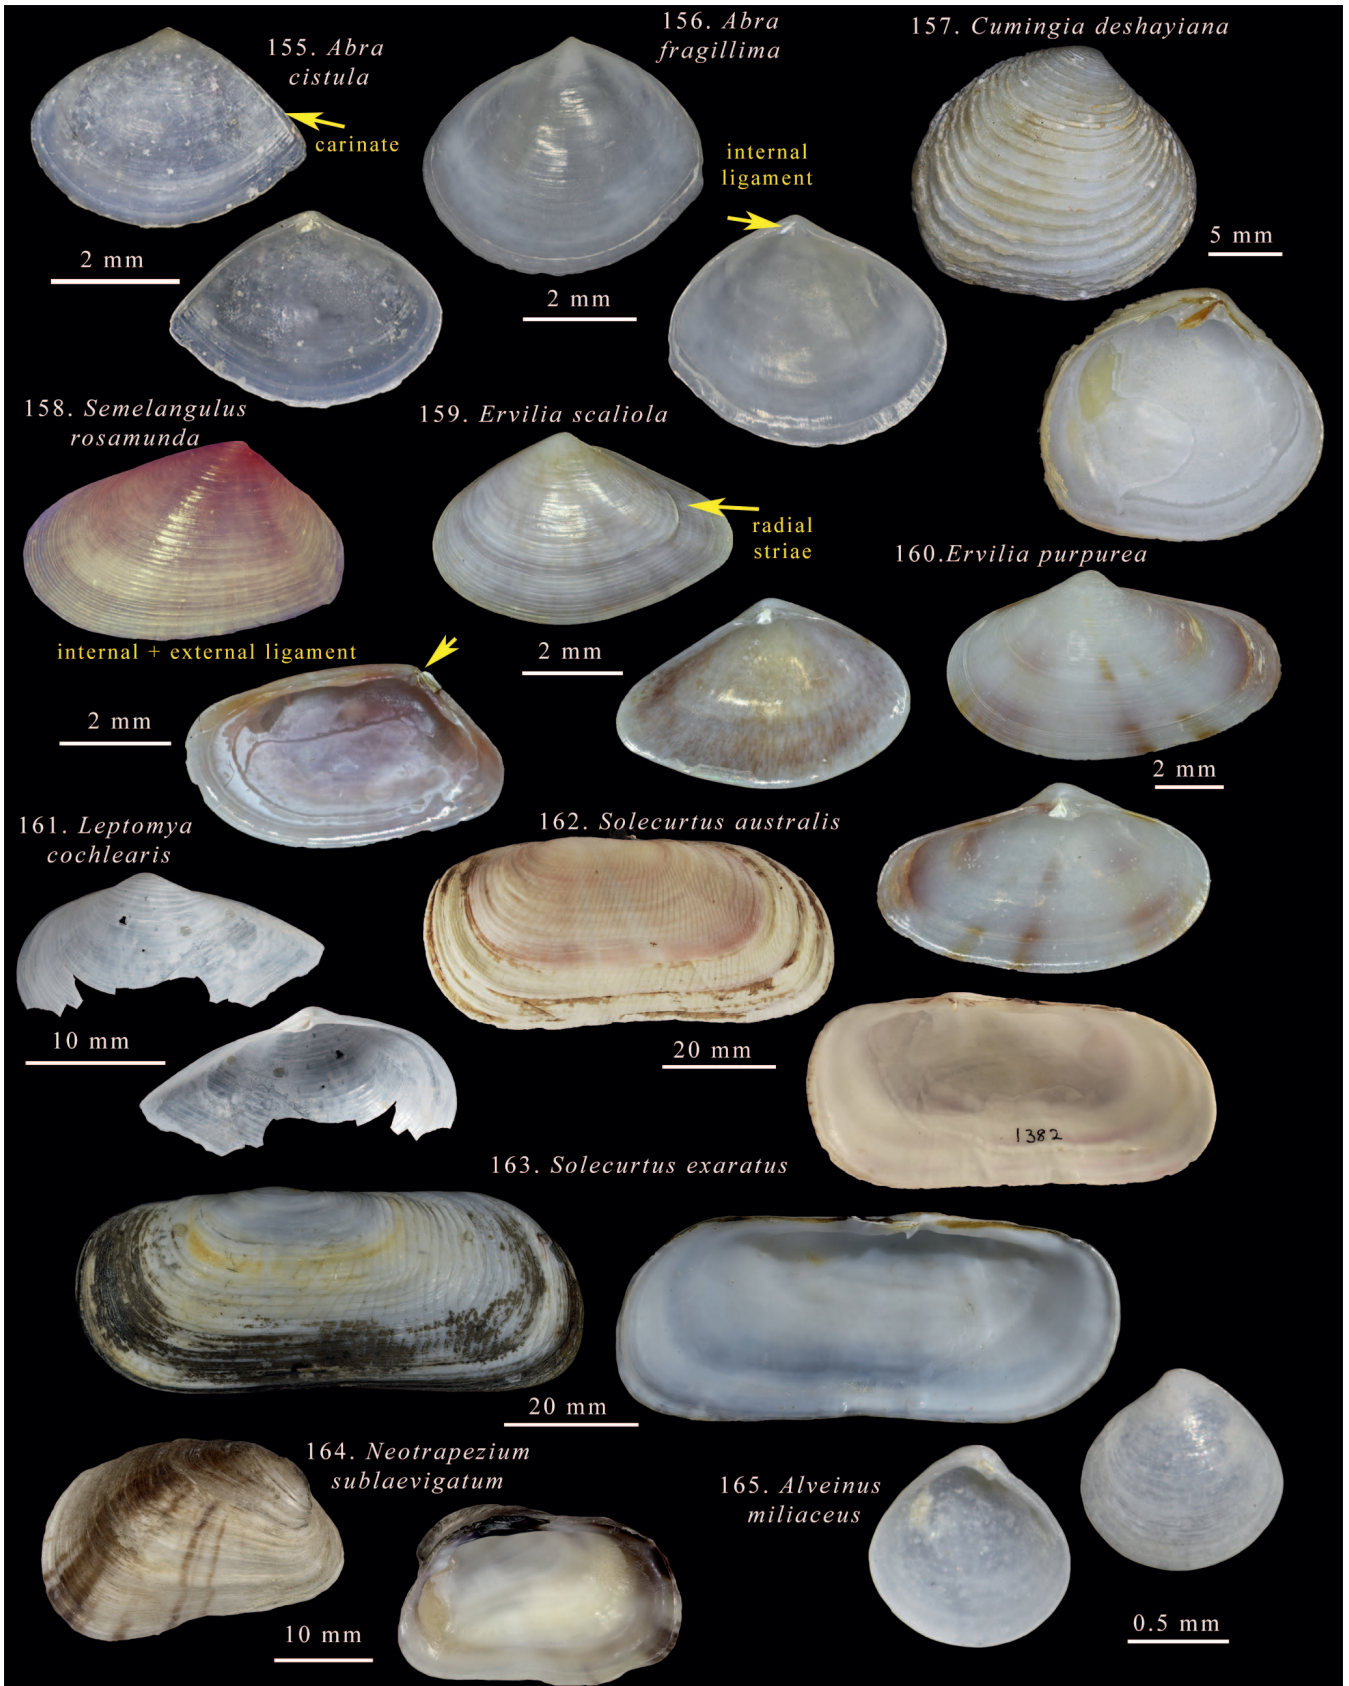 155. Abra
cistula
carinate
2 mm
156. Abra
fragillima
internal
ligament
2 mm
157. Cumingia deshayiana
5 mm
158. Semelangulus
rosamunda
internal + external ligament
2 mm
159. Ervilia scaliola
radial
striae
2 mm
160.Ervilia purpurea
2 mm
161. Leptomya
cochlearis
10 mm
162. Solecurtus australis
20 mm
1382
163. Solecurtus exaratus
20 mm
164. Neotrapezium
sublaevigatum
10 mm
165. Alveinus
miliaceus
0.5 mm